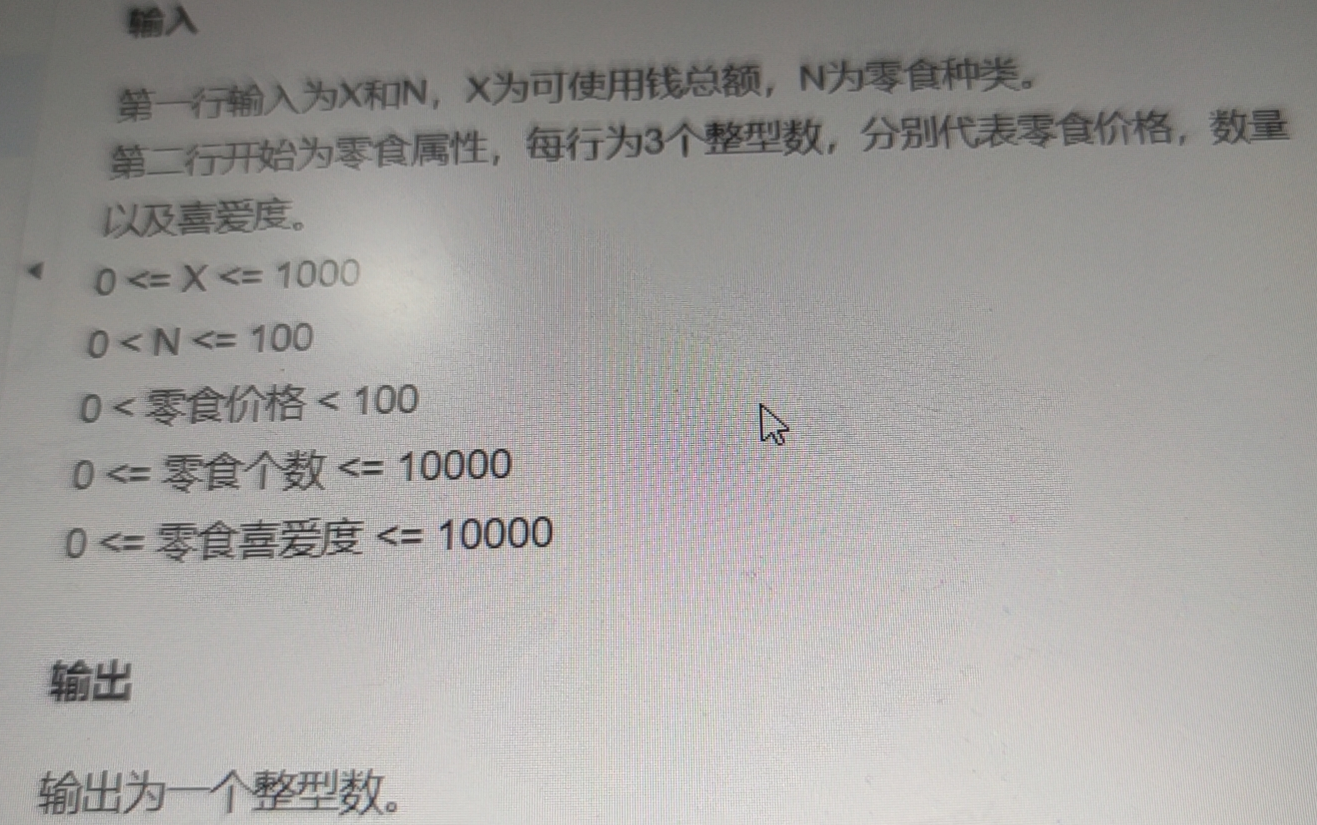 输入
第一行输入为X和N，X为可使用钱总额，N为零食种类。
第二行开始为零食属性，每行为3个整型数，分别代表零食价格，数量
以及喜爱度。
0 <= X <= 1000
0 < N <= 100
0 < 零食价格 < 100
0 <= 零食个数 <= 10000
0 <= 零食喜爱度 <= 10000
输出
输出为一个整型数。